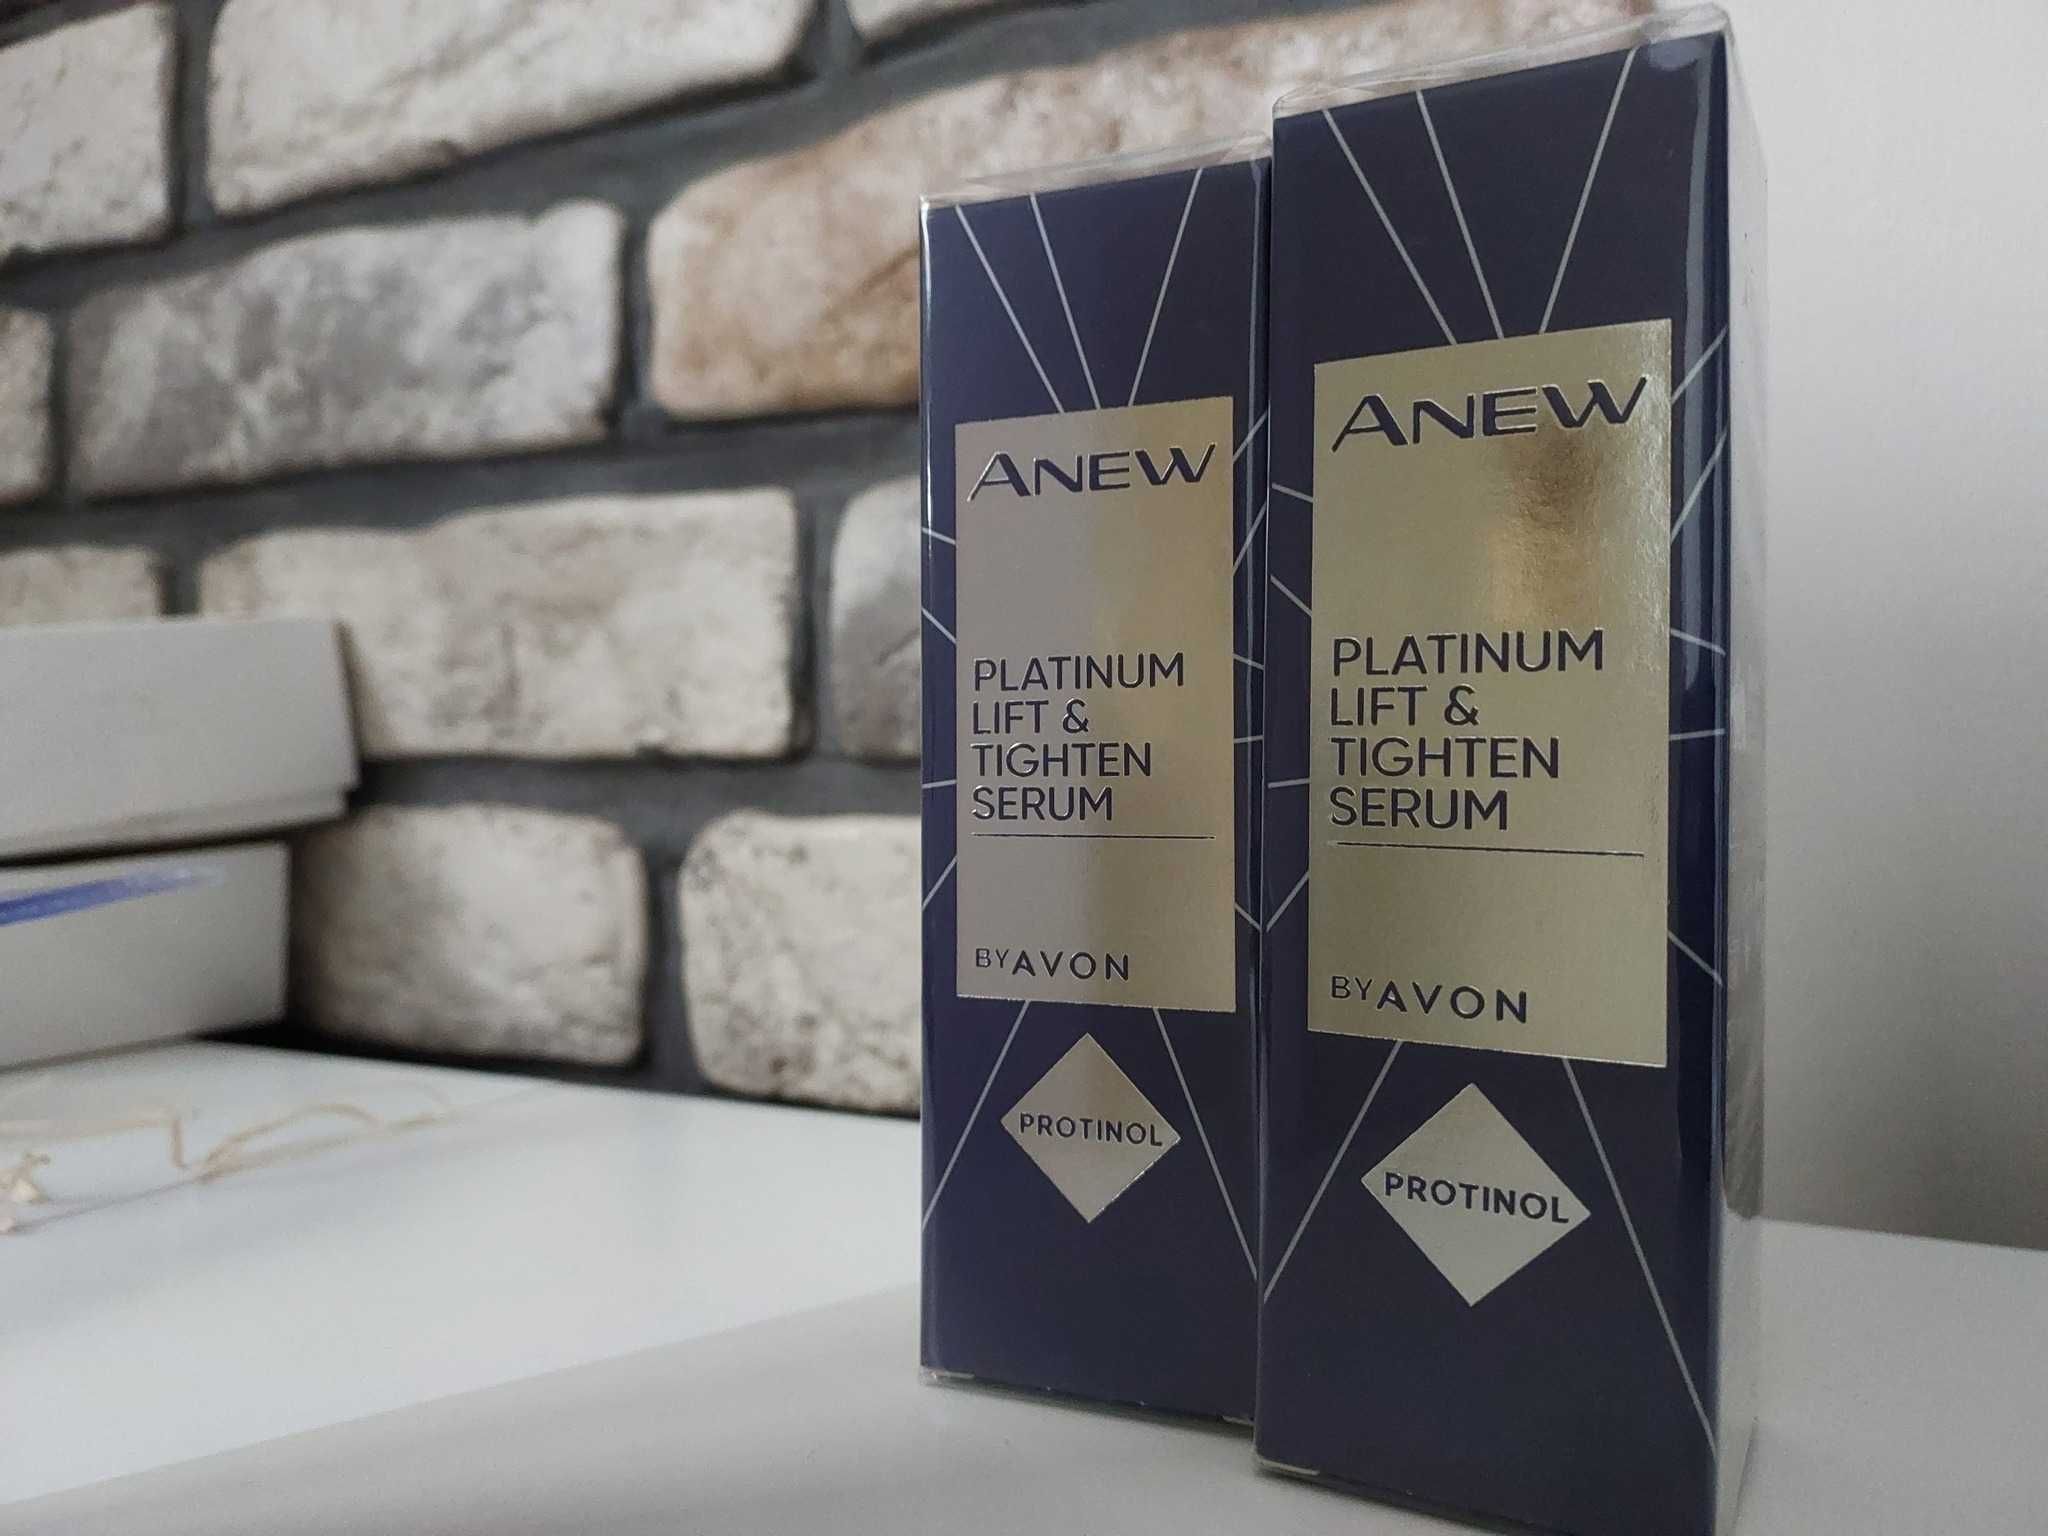 ANEW
PLATINUM
LIFT &
TIGHTEN
SERUM
BY AVON
PROTINOL
ANEW
PLATINUM
LIFT &
TIGHTEN
SERUM
BY AVON
PROTINOL